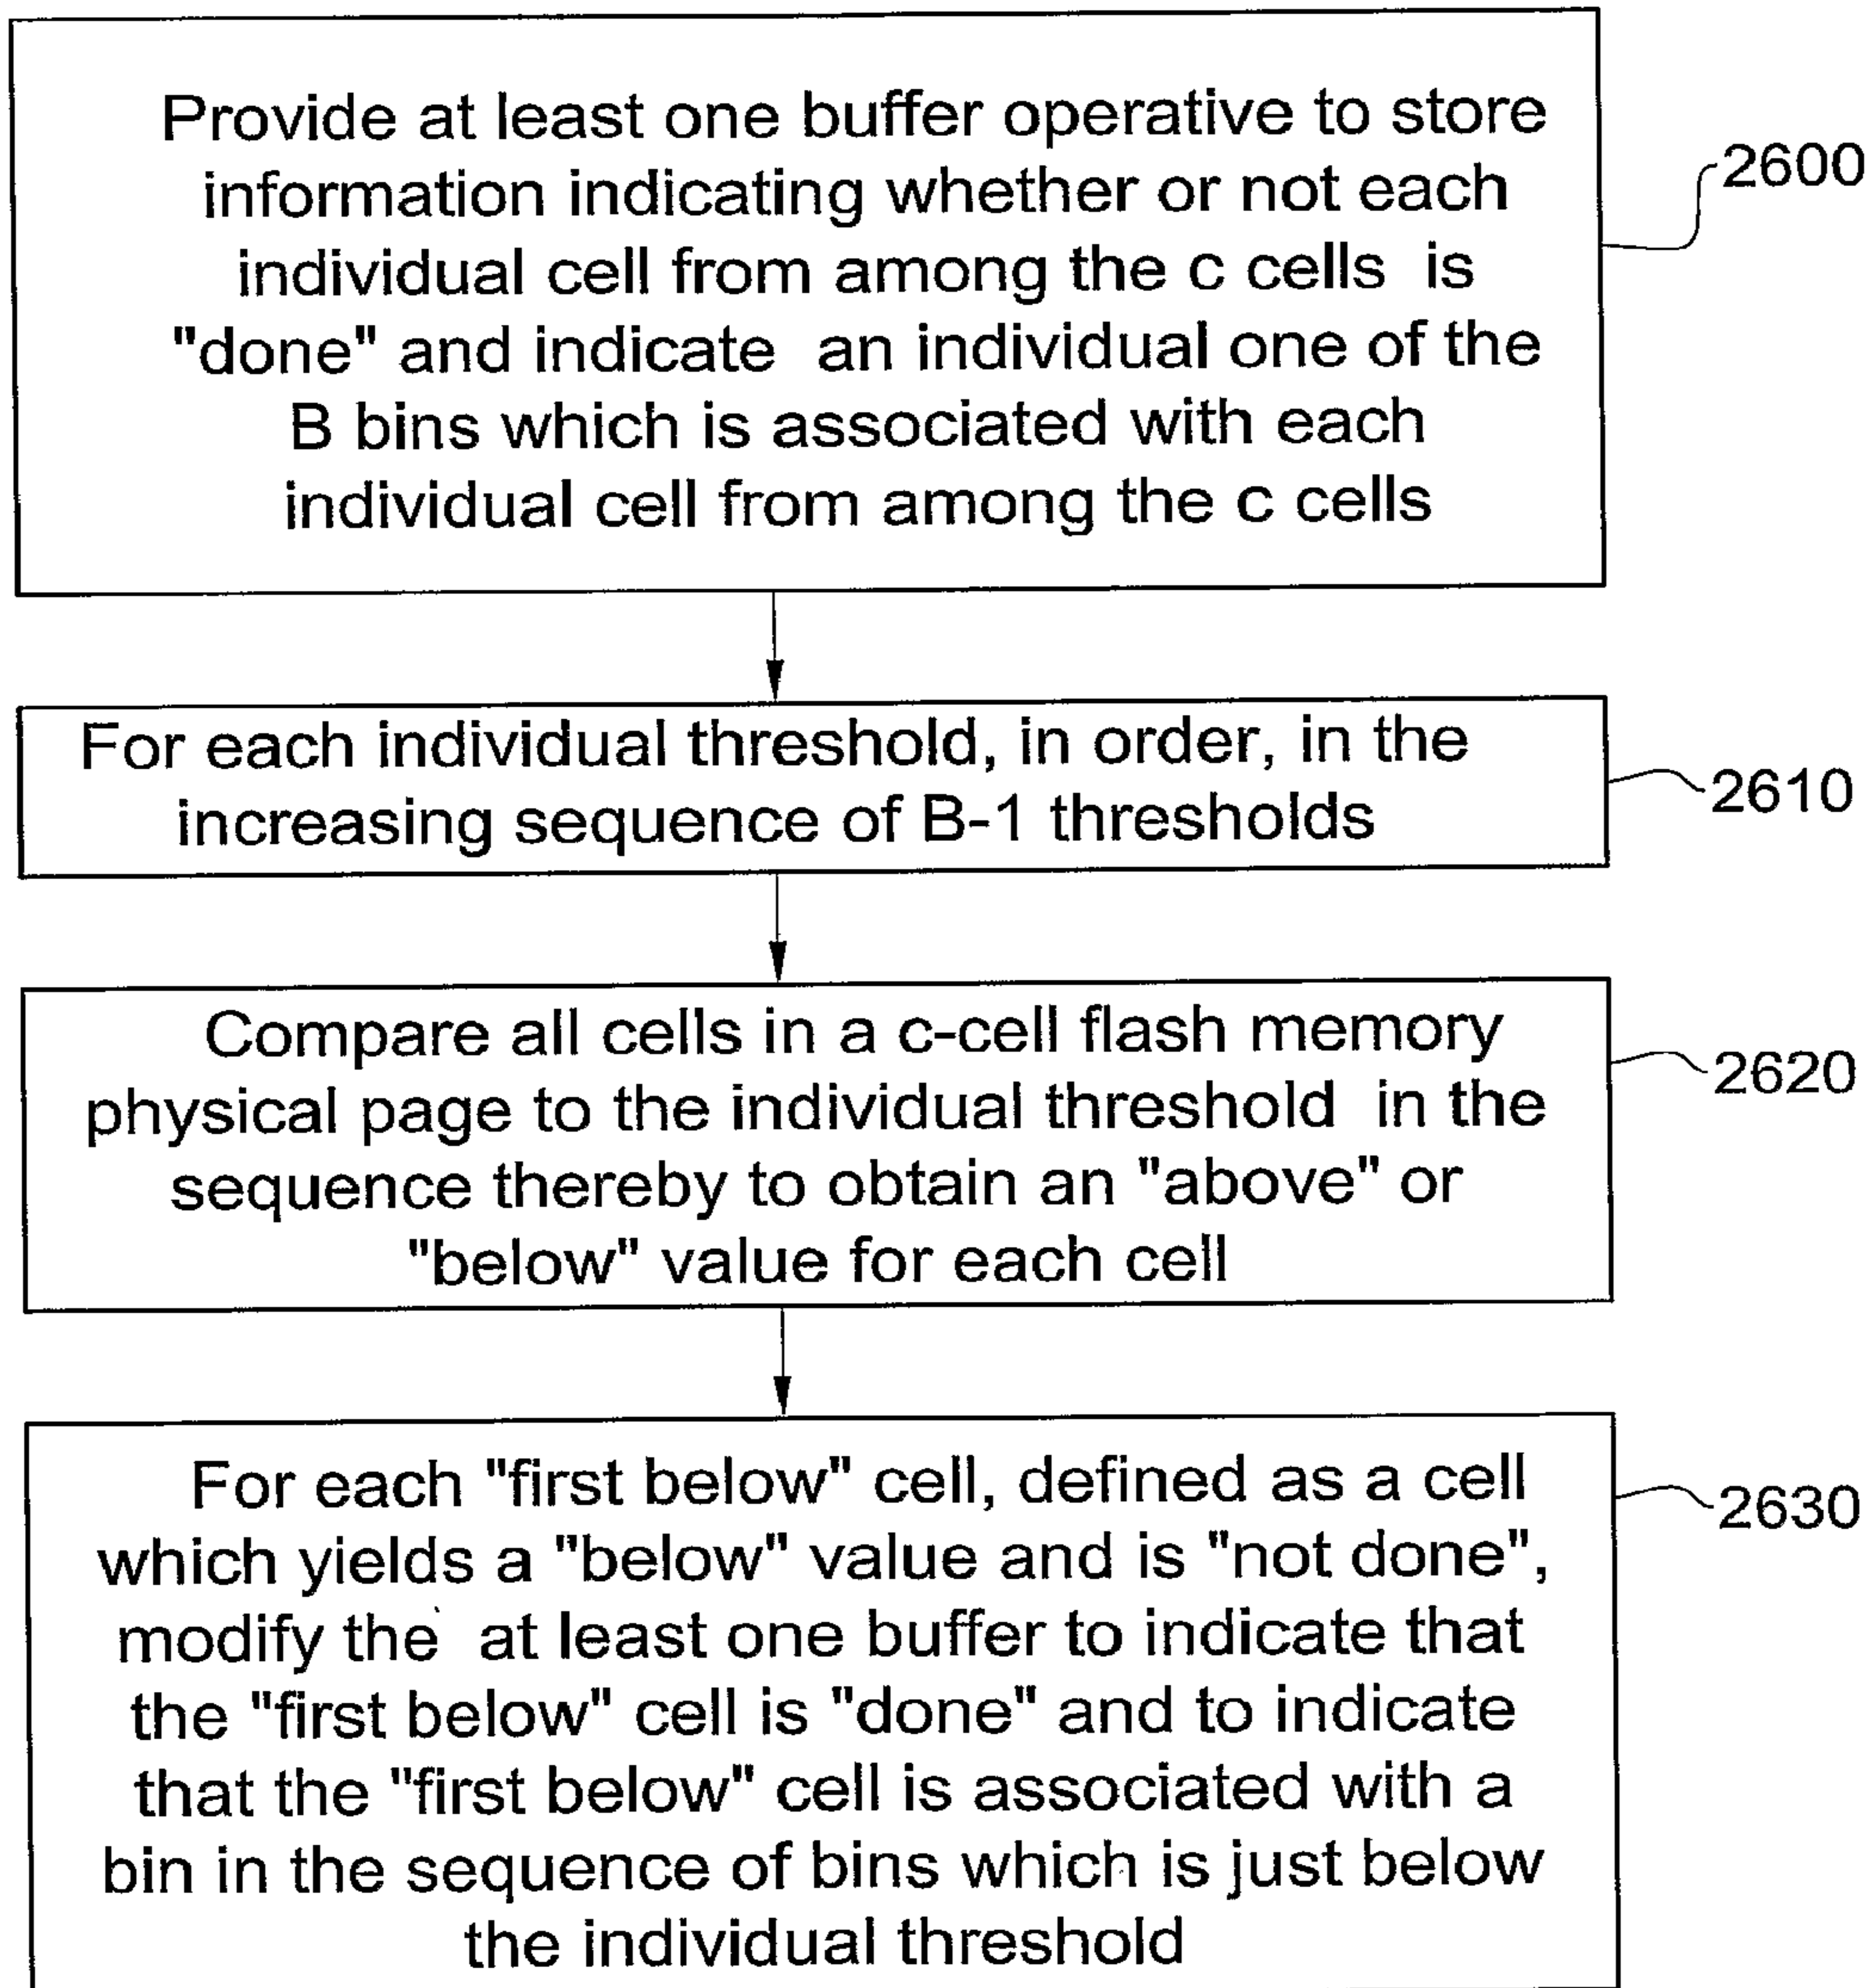 Provide at least one buffer operative to store
information indicating whether or not each
individual cell from among the c cells is
"done" and indicate an individual one of the
B bins which is associated with each
individual cell from among the c cells
2600
For each individual threshold, in order, in the
increasing sequence of B-1 thresholds
2610
Compare all cells in a c-cell flash memory
physical page to the individual threshold in the
sequence thereby to obtain an "above" or
"below" value for each cell
2620
For each "first below" cell, defined as a cell
which yields a "below" value and is "not done",
modify the at least one buffer to indicate that
the "first below" cell is "done" and to indicate
that the "first below" cell is associated with a
bin in the sequence of bins which is just below
the individual threshold
2630